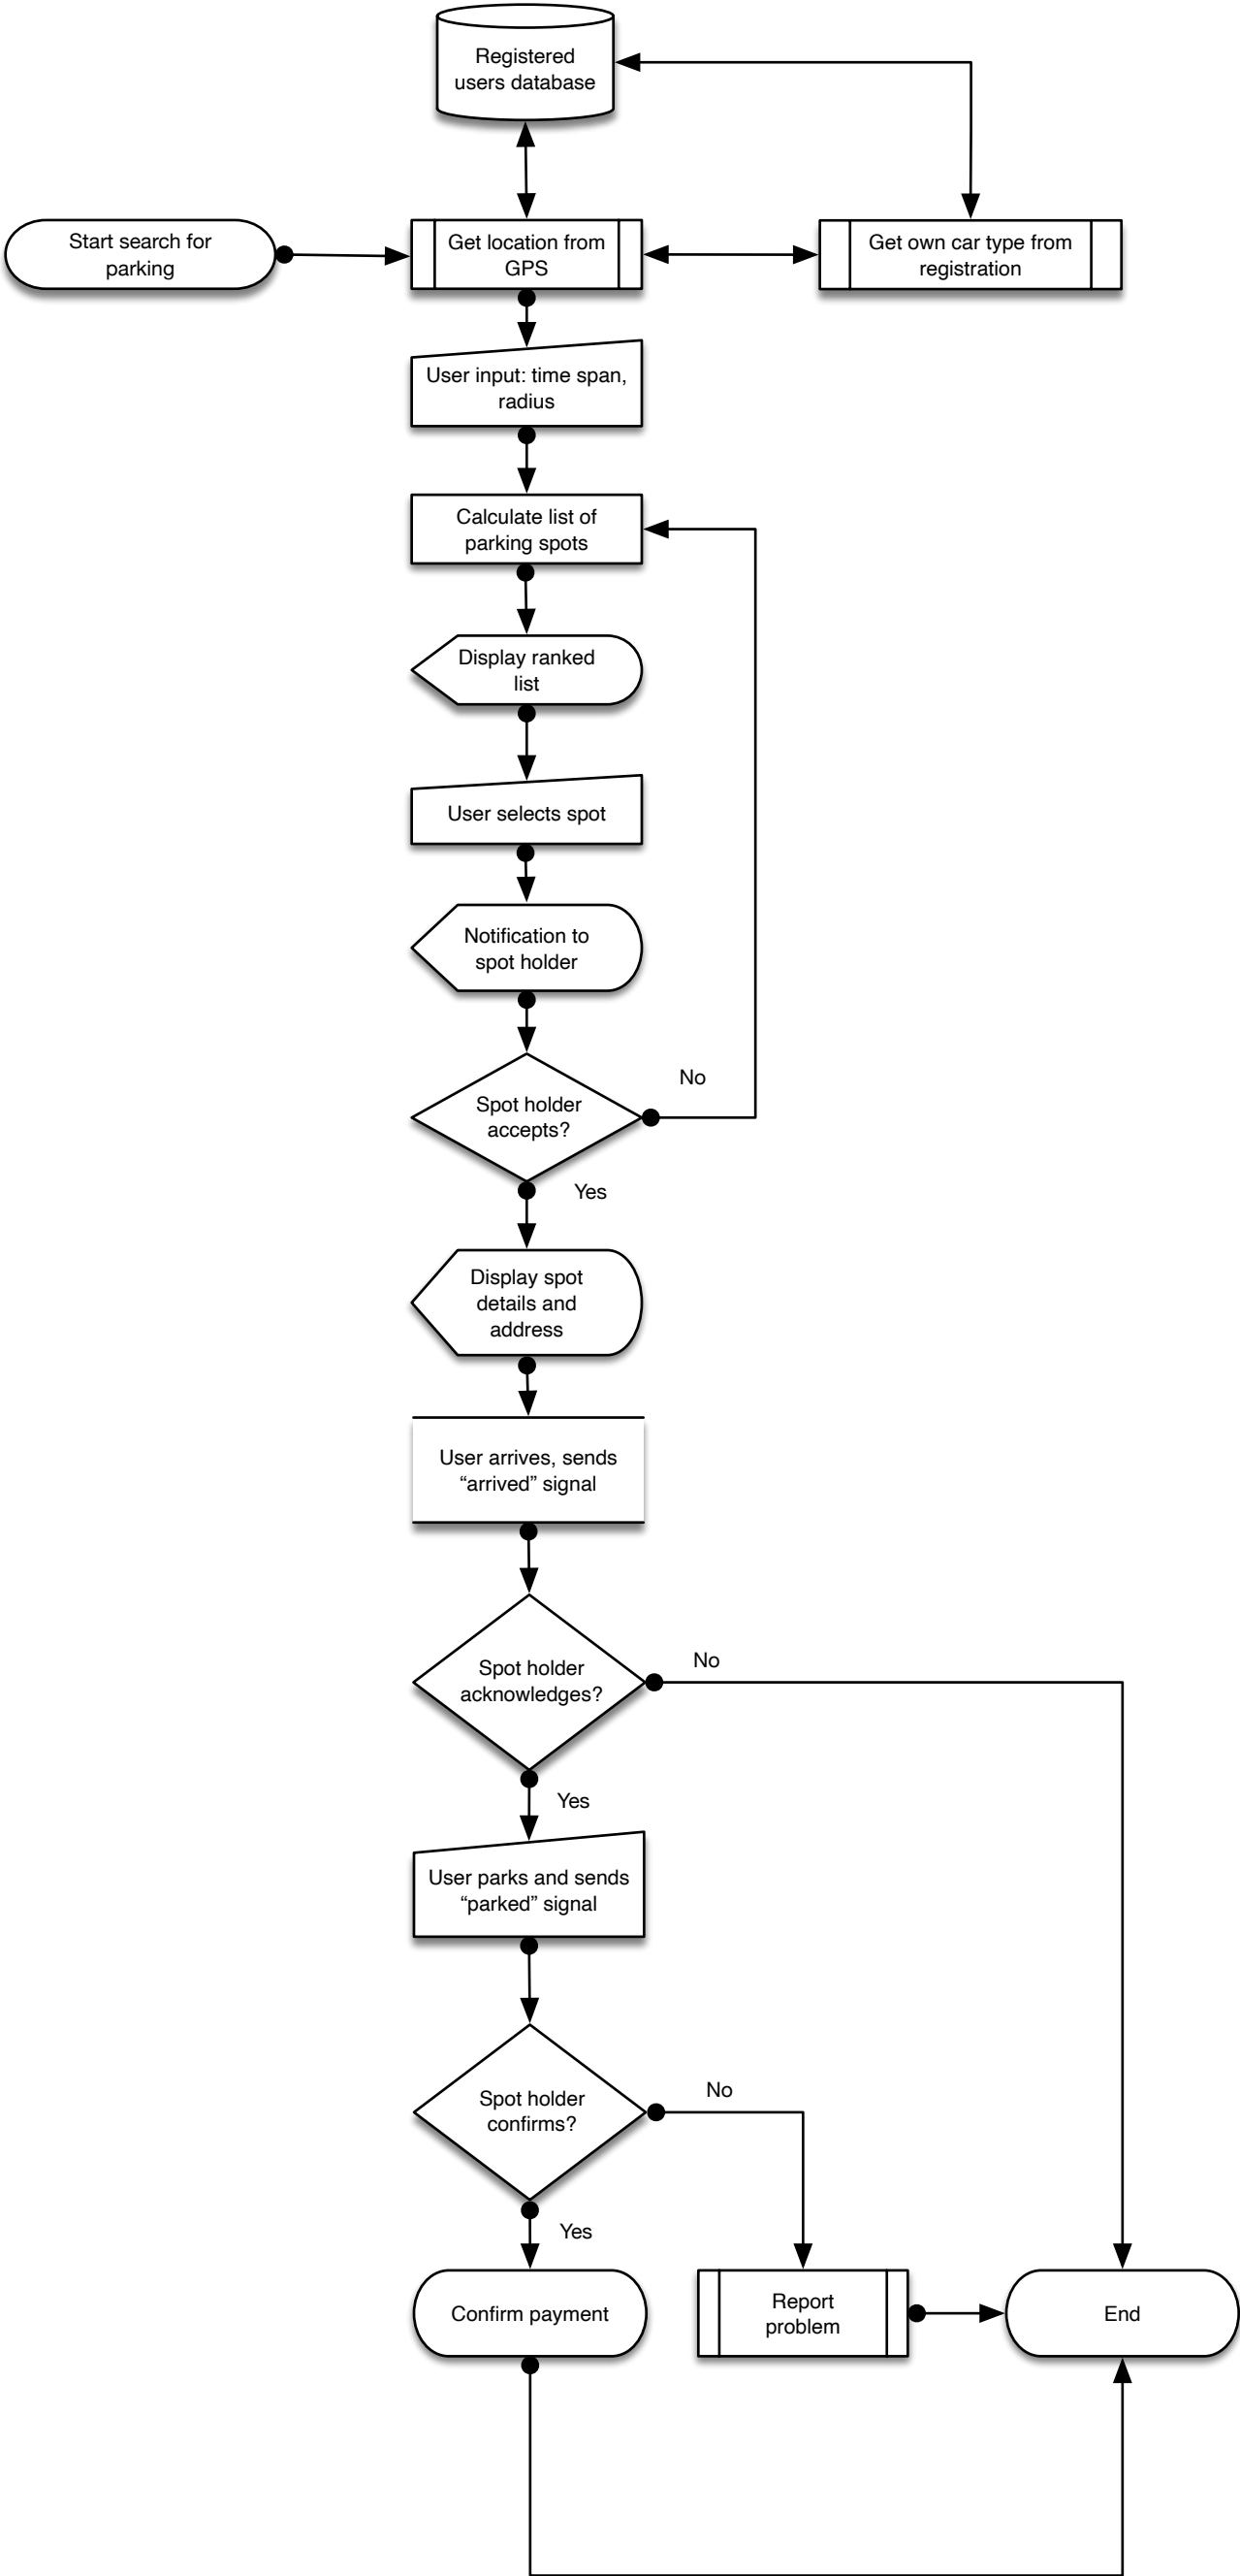 Registered
users database
Start search for
parking
Get location from
GPS
Get own car type from
registration
User input: time span,
radius
Calculate list of
parking spots
Display ranked
list
User selects spot
Notification to
spot holder
Spot holder
accepts?
No
Yes
Display spot
details and
address
User arrives, sends
“arrived” signal
Spot holder
acknowledges?
No
Yes
User parks and sends
“parked” signal
Spot holder
confirms?
No
Yes
Confirm payment
Report
problem
End